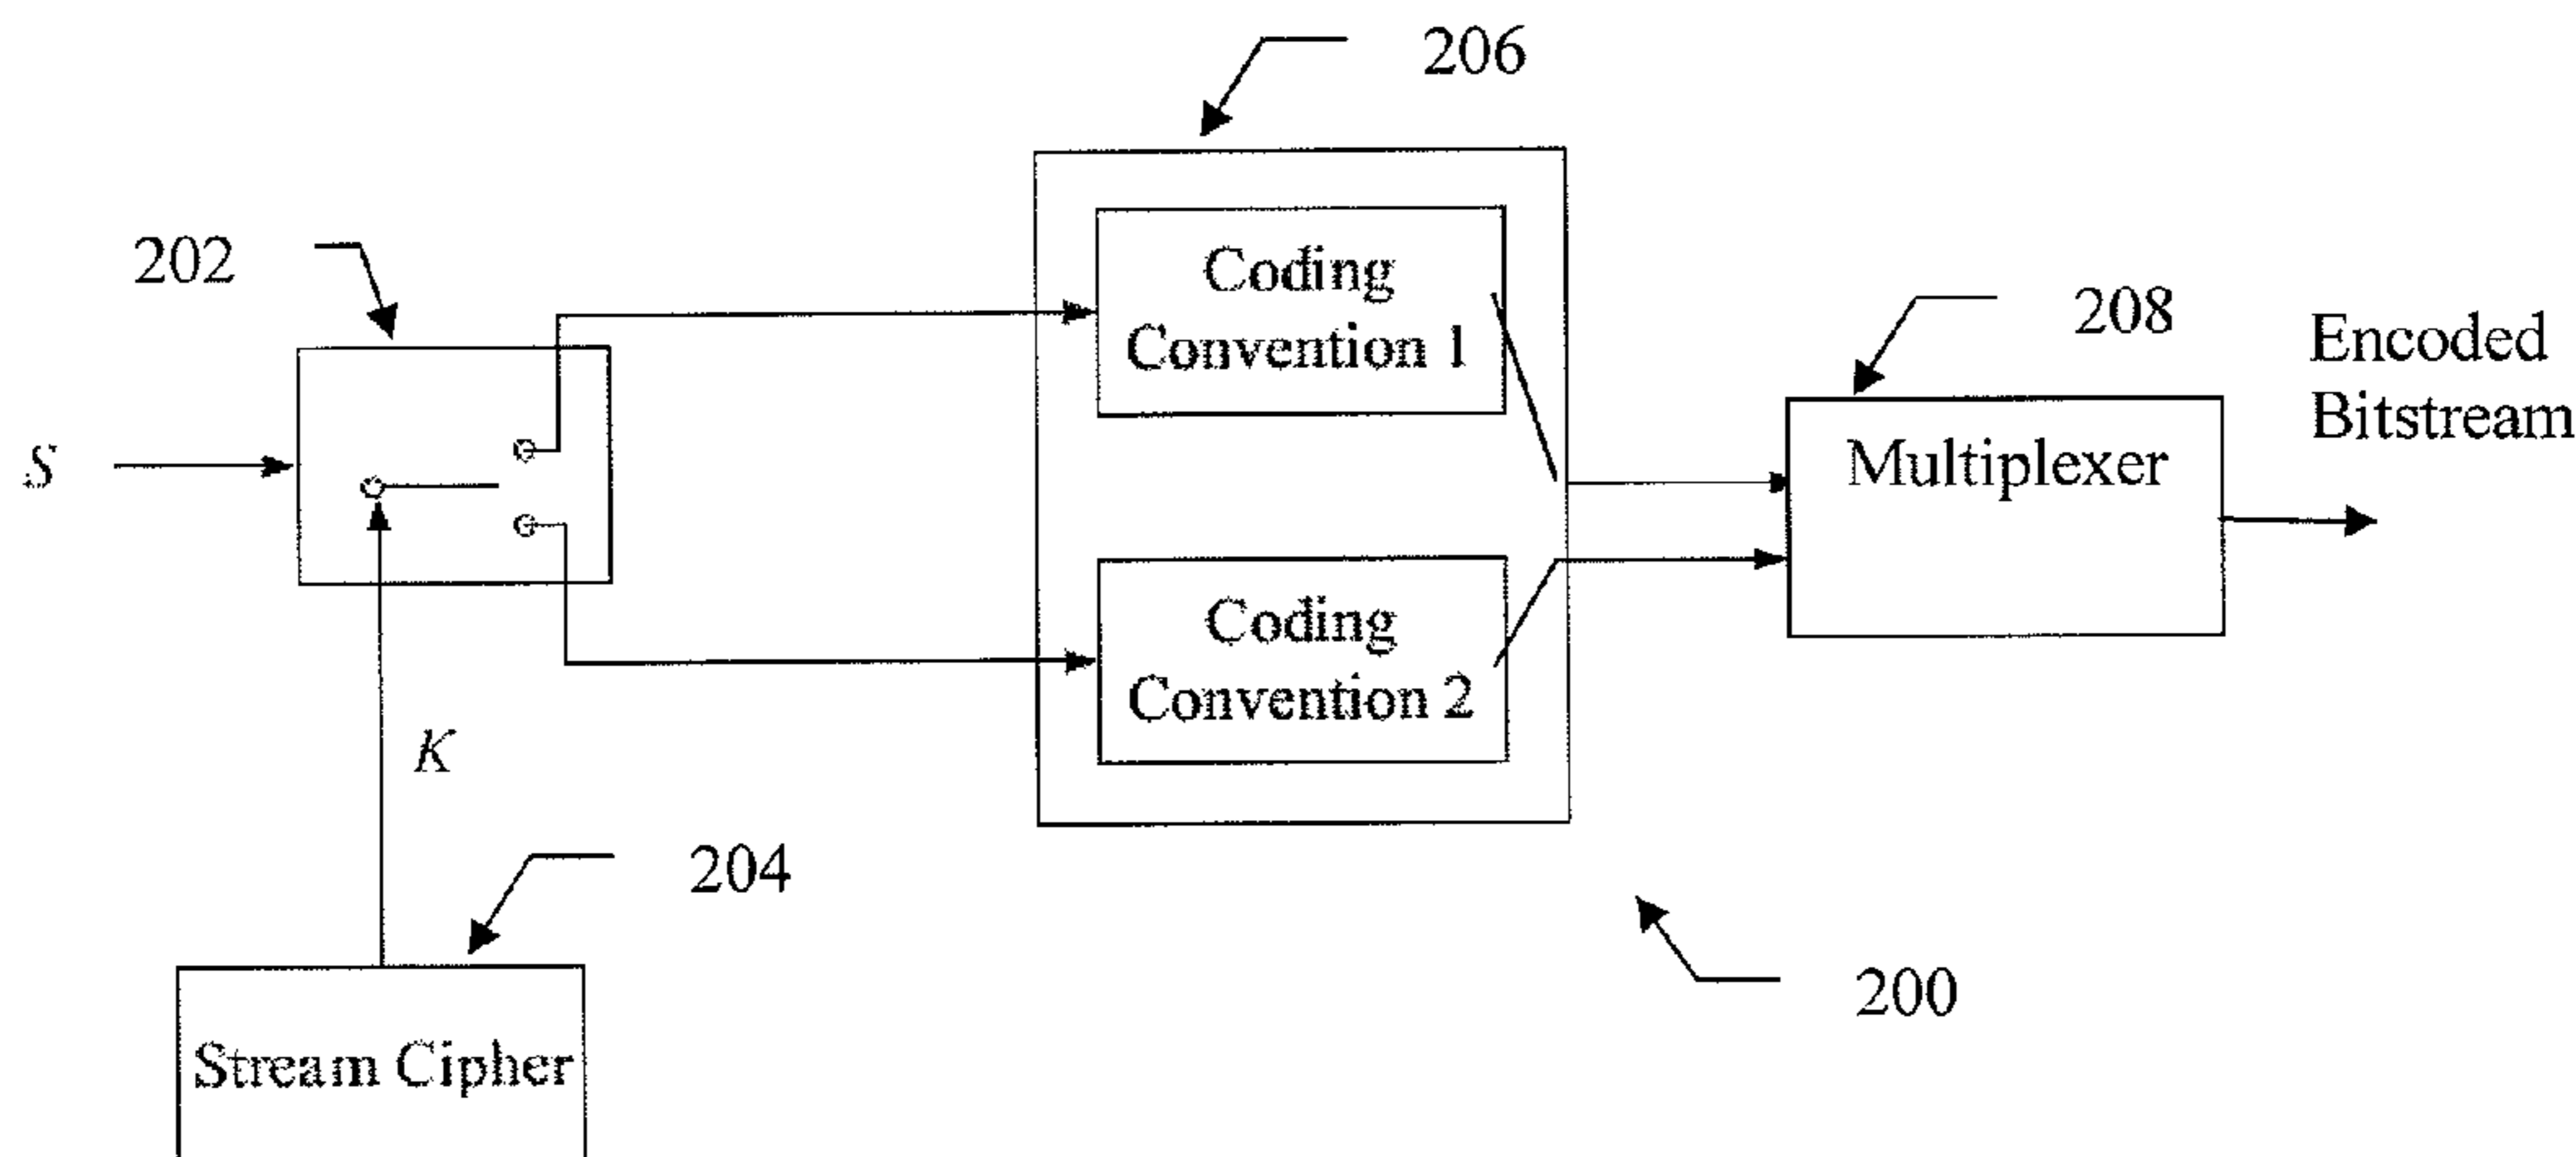 206
202
Coding
Convention 1
208
Encoded
Bitstream
S
Multiplexer
Coding
Convention 2
K
204
200
Stream Cipher